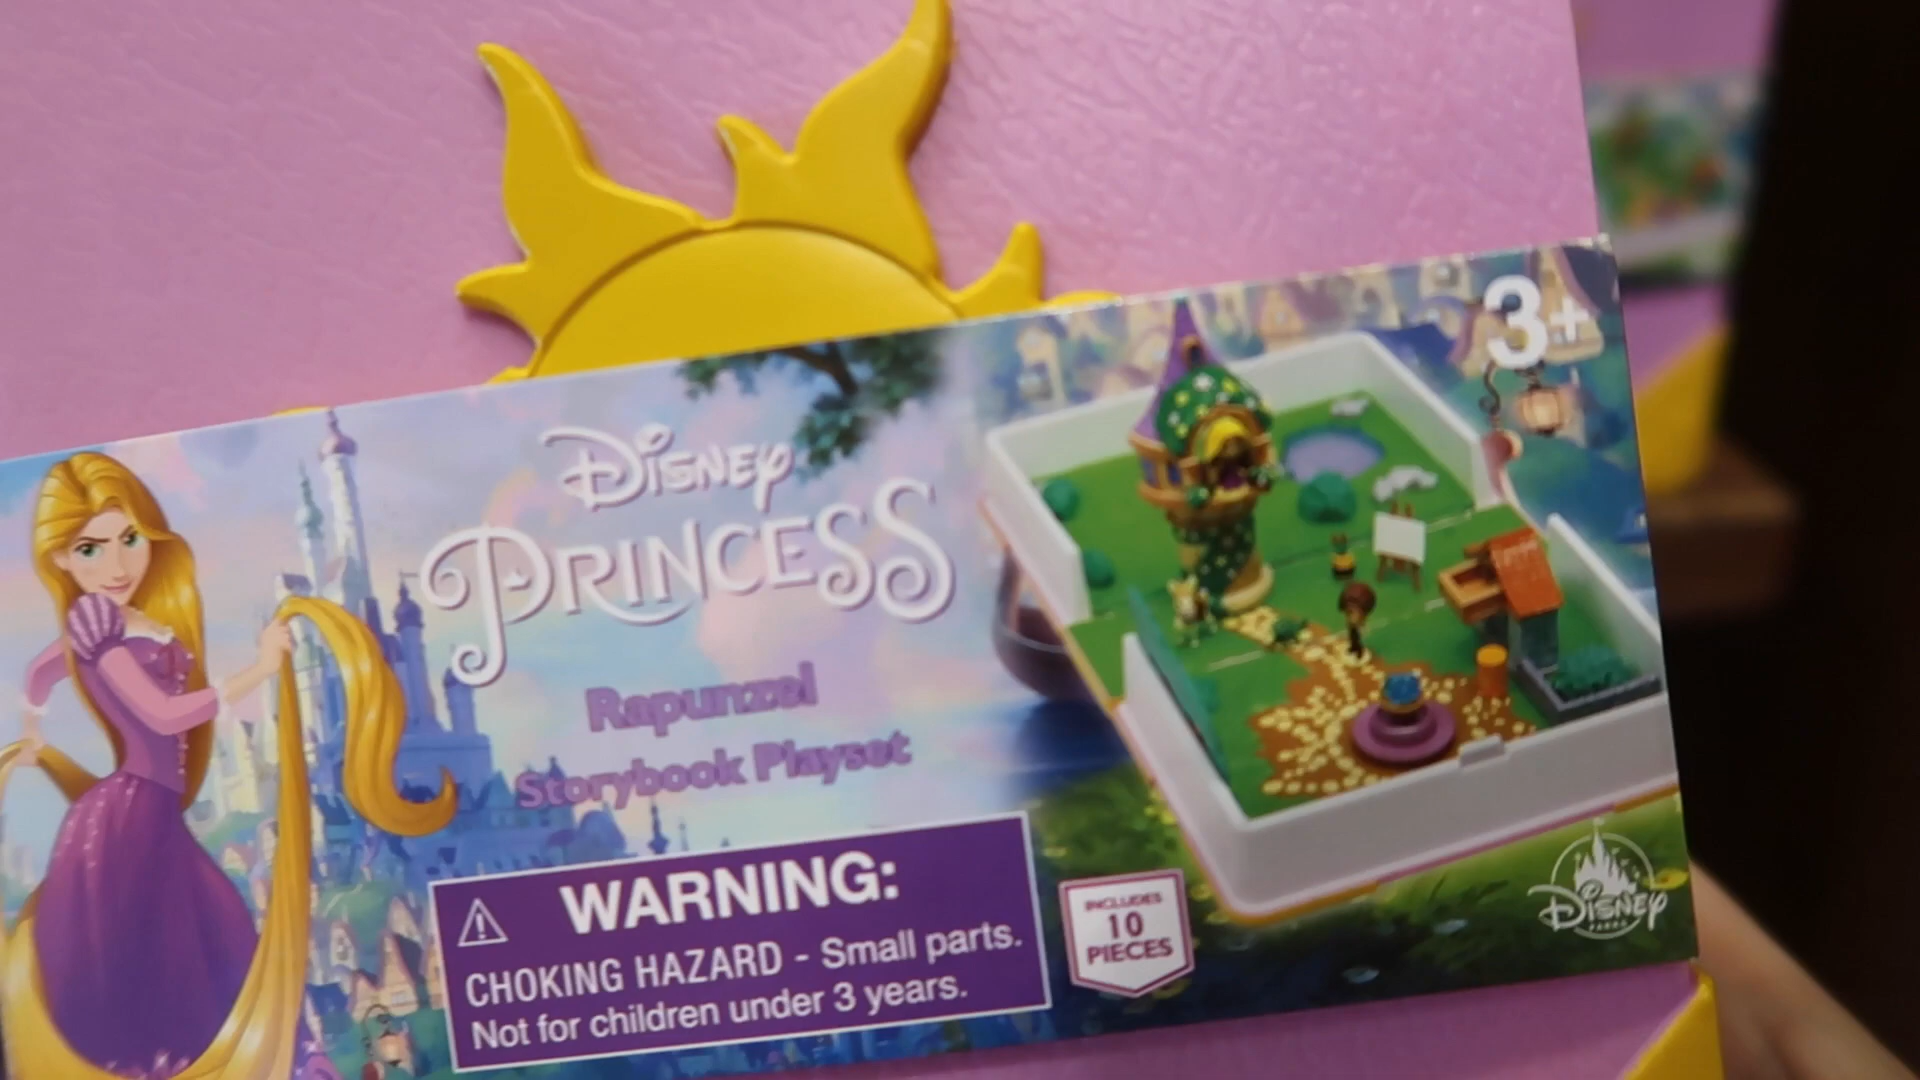 3+
Disney
PRINCESS
Rapunzel
Storybook Playset
WARNING:
CHOKING HAZARD - Small parts.
Not for children under 3 years.
INCLUDES
10
PIECES
Disney
PARKS